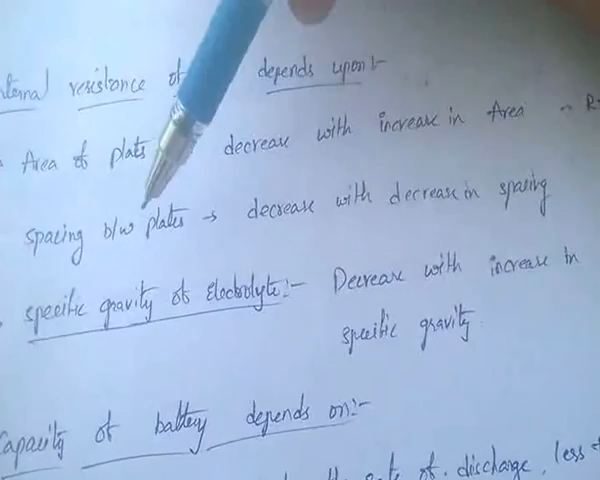 resistance of depends upon:-
Area of plates decrease with increase in Area
spacing b/w plates → decrease with decrease in spacing
specific gravity of Electrolyte:- Decrease with increase in
specific gravity
Capacity of battery depends on:-
of discharge, less